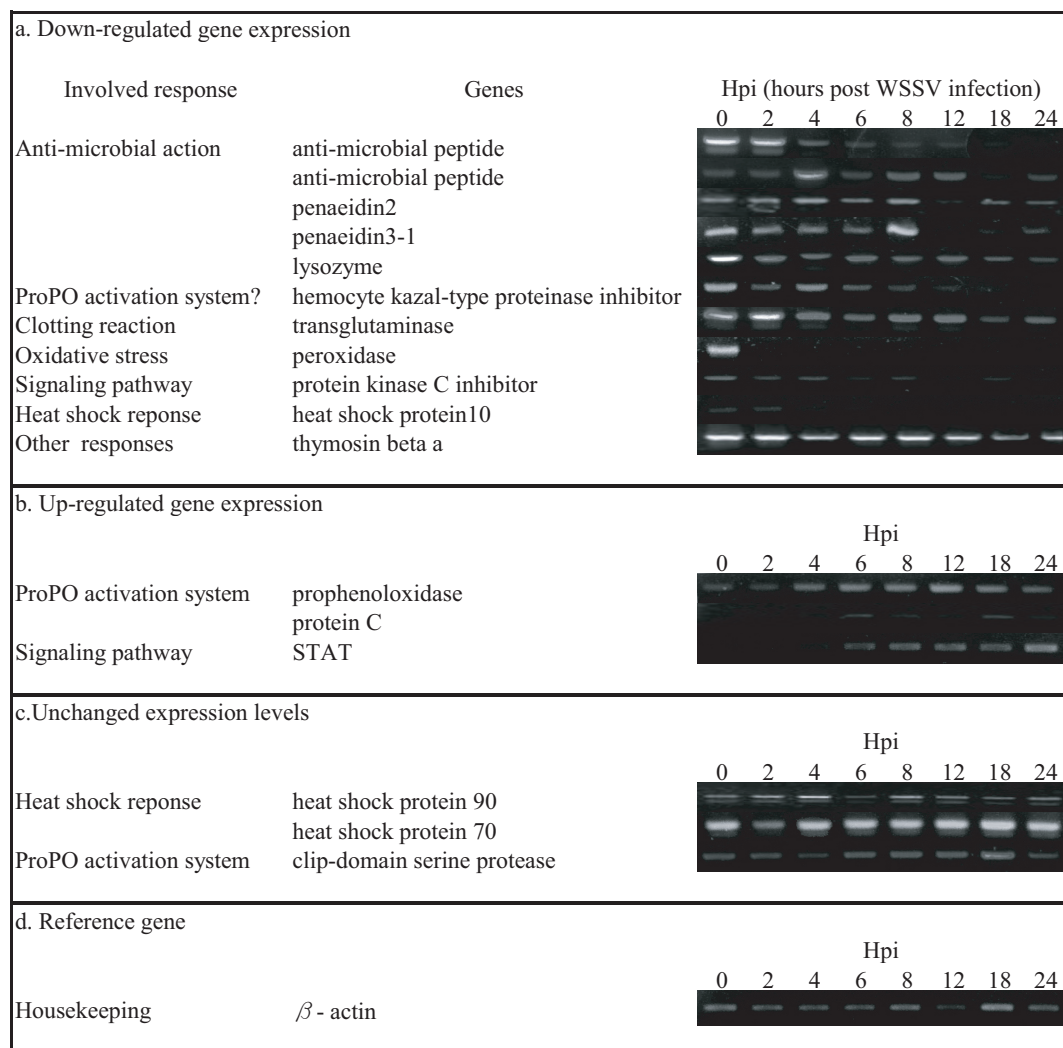 a. Down-regulated gene expression
Involved response Genes Hpi (hours post WSSV infection)
0 2 4 6 8 12 18 24
Anti-microbial action anti-microbial peptide
anti-microbial peptide
penaeidin2
penaeidin3-1
lysozyme
ProPO activation system? hemocyte kazal-type proteinase inhibitor
Clotting reaction transglutaminase
Oxidative stress peroxidase
Signaling pathway protein kinase C inhibitor
Heat shock reponse heat shock protein10
Other responses thymosin beta a
b. Up-regulated gene expression
Hpi
0 2 4 6 8 12 18 24
ProPO activation system prophenoloxidase
protein C
Signaling pathway STAT
c.Unchanged expression levels
Hpi
0 2 4 6 8 12 18 24
Heat shock reponse heat shock protein 90
heat shock protein 70
ProPO activation system clip-domain serine protease
d. Reference gene
Hpi
0 2 4 6 8 12 18 24
Housekeeping β - actin